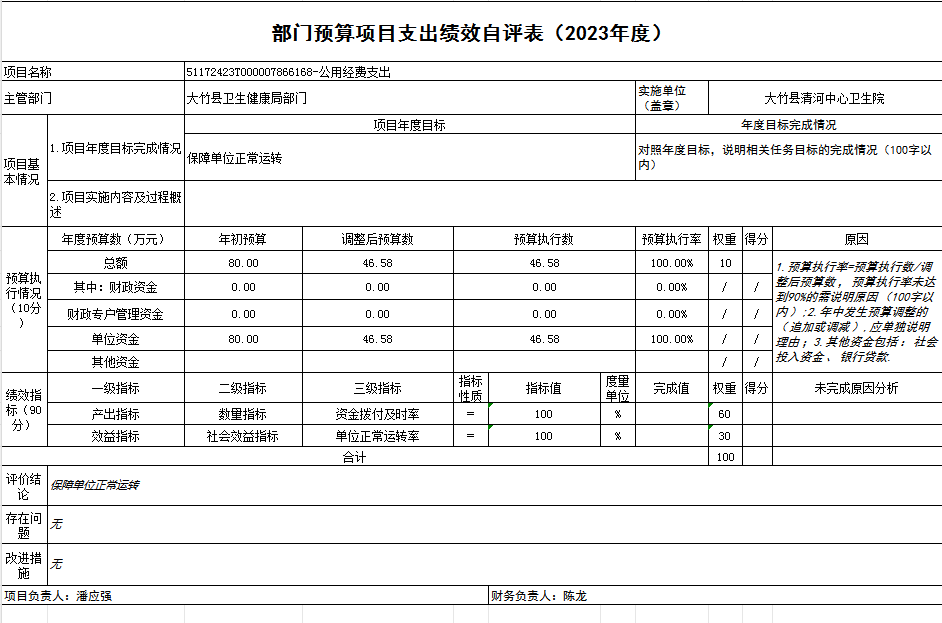 部门预算项目支出绩效自评表（2023年度）
项目名称 51172423T000007866168-公用经费支出
主管部门 大竹县卫生健康局部门 实施单位（盖章） 大竹县清河中心卫生院
项目基本情况 1.项目年度目标完成情况 项目年度目标 年度目标完成情况
保障单位正常运转 对照年度目标，说明相关任务目标的完成情况（100字以内）
2.项目实施内容及过程概述
预算执行情况（10分） 年度预算数（万元） 年初预算 调整后预算数 预算执行数 预算执行率 权重 得分 原因
总额 80.00 46.58 46.58 100.00% 10
其中：财政资金 0.00 0.00 0.00 0.00% / /
财政专户管理资金 0.00 0.00 0.00 0.00% / /
单位资金 80.00 46.58 46.58 100.00% / /
其他资金 / /
1.预算执行率=预算执行数/调整后预算数，预算执行率未达到90%的需说明原因（100字以内）;2.年中发生预算调整的（追加或调减）,应单独说明理由；3.其他资金包括：社会投入资金、银行贷款.
绩效指标（90分） 一级指标 二级指标 三级指标 指标性质 指标值 度量单位 完成值 权重 得分 未完成原因分析
产出指标 数量指标 资金拨付及时率 ＝ 100 % 60
效益指标 社会效益指标 单位正常运转率 ＝ 100 % 30
合计 100
评价结论 保障单位正常运转
存在问题 无
改进措施 无
项目负责人：潘应强 财务负责人：陈龙